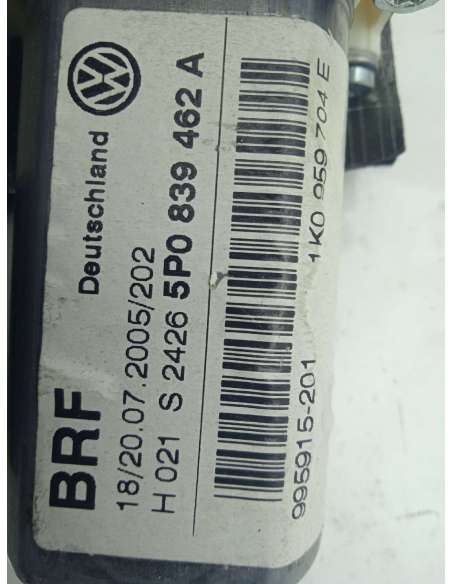 BRF Deutschland
18/20.07.2005/202
H 021 S 2426 5P0 839 462 A
995915-201 1K0 959 704 E